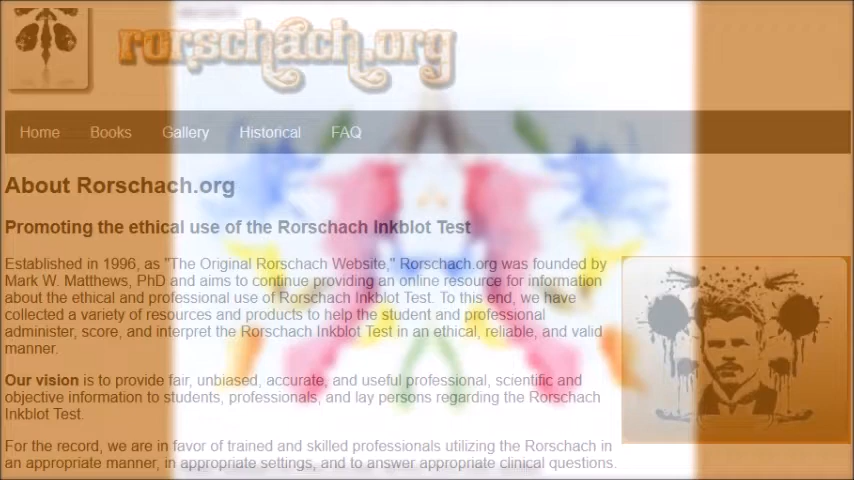 rorschach.org
Home Books Gallery Historical FAQ
About Rorschach.org
Promoting the ethical use of the Rorschach Inkblot Test
Established in 1996, as "The Original Rorschach Website," Rorschach.org was founded by
Mark W. Matthews, PhD and aims to continue providing an online resource for information
about the ethical and professional use of Rorschach Inkblot Test. To this end, we have
collected a variety of resources and products to help the student and professional
administer, score, and interpret the Rorschach Inkblot Test in an ethical, reliable, and valid
manner.
Our vision is to provide fair, unbiased, accurate, and useful professional, scientific and
objective information to students, professionals, and lay persons regarding the Rorschach
Inkblot Test.
For the record, we are in favor of trained and skilled professionals utilizing the Rorschach in
an appropriate manner, in appropriate settings, and to answer appropriate clinical questions.